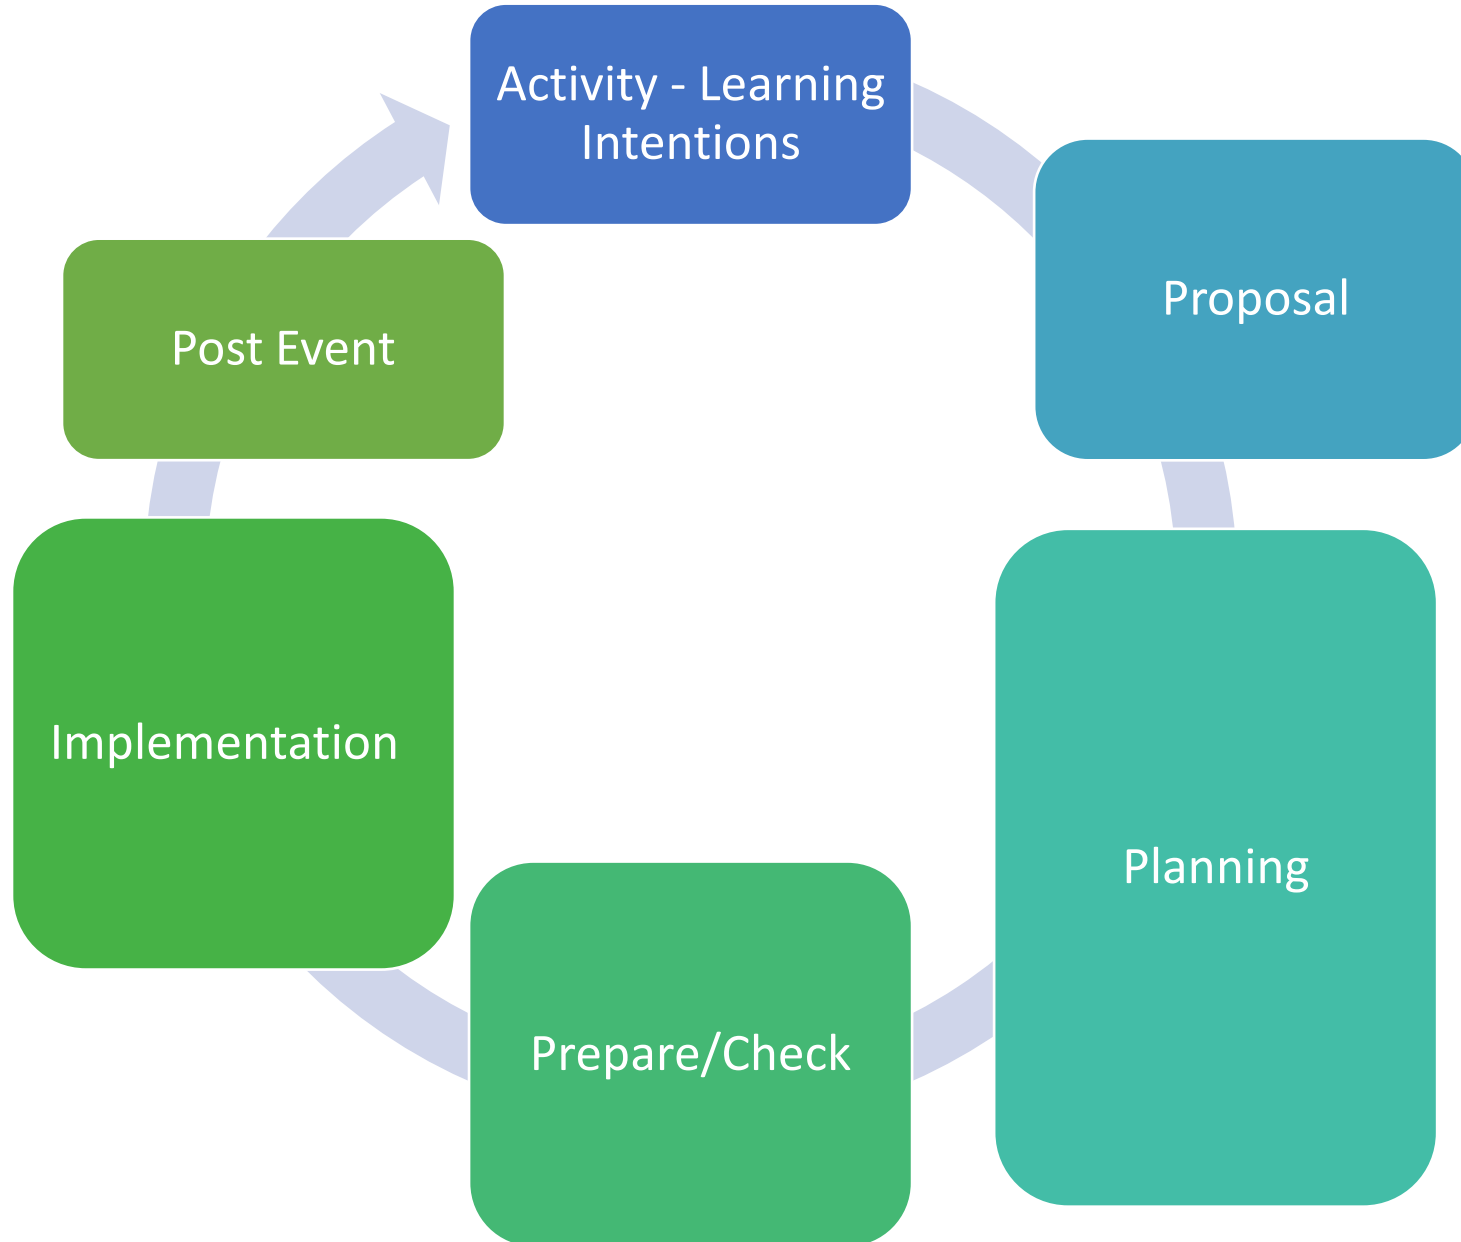 Activity - Learning
Intentions
Proposal
Planning
Prepare/Check
Implementation
Post Event